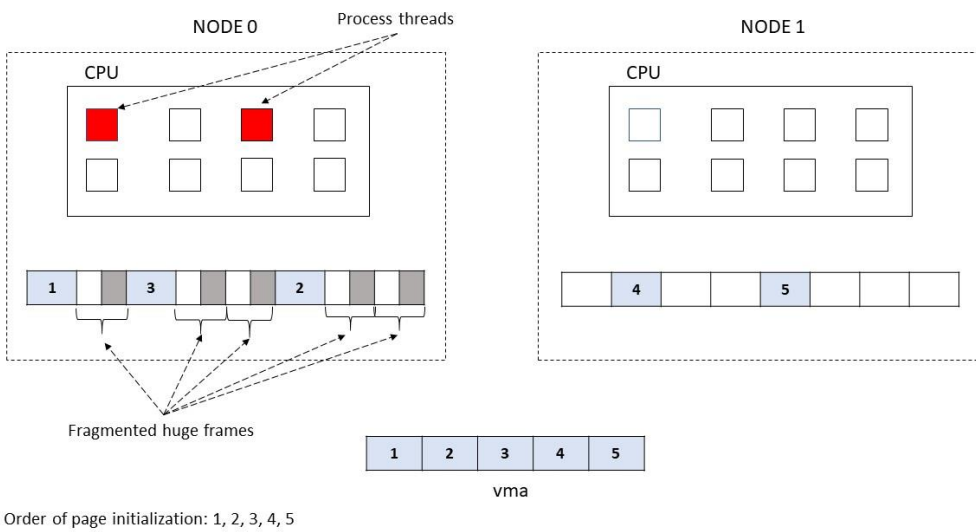 Process threads
NODE 0
NODE 1
CPU
CPU
1
3
2
4
5
Fragmented huge frames
1
2
3
4
5
vma
Order of page initialization: 1, 2, 3, 4, 5